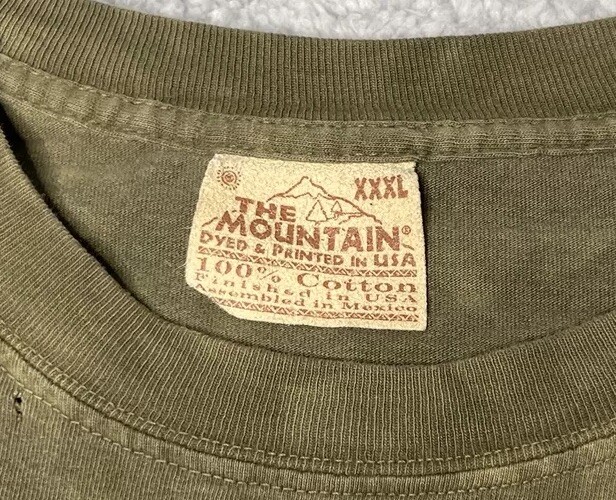 XXXL
THE
MOUNTAIN®
DYED & PRINTED IN USA
100% Cotton
Finished in USA
Assembled in Mexico